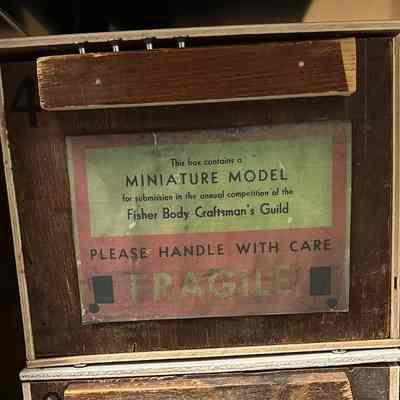 4
This box contains a
MINIATURE MODEL
for submission in the annual competition of the
Fisher Body Craftsman's Guild
PLEASE HANDLE WITH CARE
FRAGILE